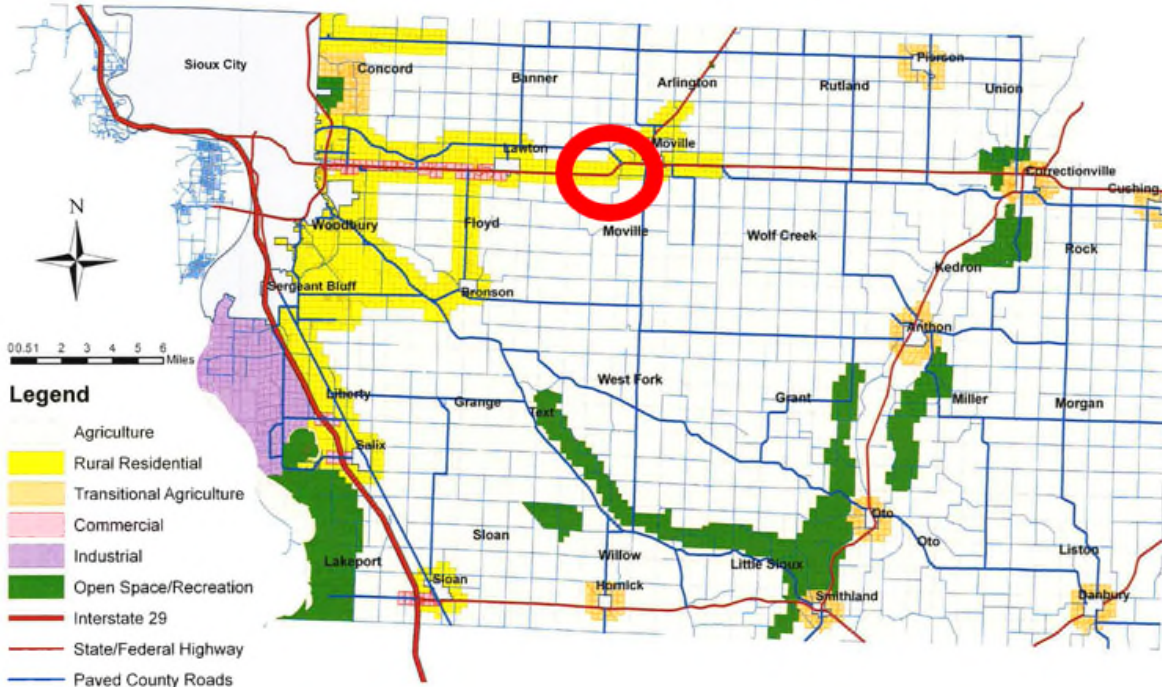 Sioux City
Concord
Banner
Arlington
Rutland
Pierson
Union
Lawton
Moville
Correctionville
Cushing
Woodbury
Floyd
Moville
Wolf Creek
Rock
Kedron
Sergeant Bluff
Bronson
Anthon
West Fork
Liberty
Grange
Text
Grant
Miller
Morgan
Salix
Oto
Sloan
Oto
Lakeport
Willow
Little Sioux
Liston
Sloan
Hornick
Smithland
Danbury
N
00.51 2 3 4 5 6
Miles
Legend
Agriculture
Rural Residential
Transitional Agriculture
Commercial
Industrial
Open Space/Recreation
Interstate 29
State/Federal Highway
Paved County Roads